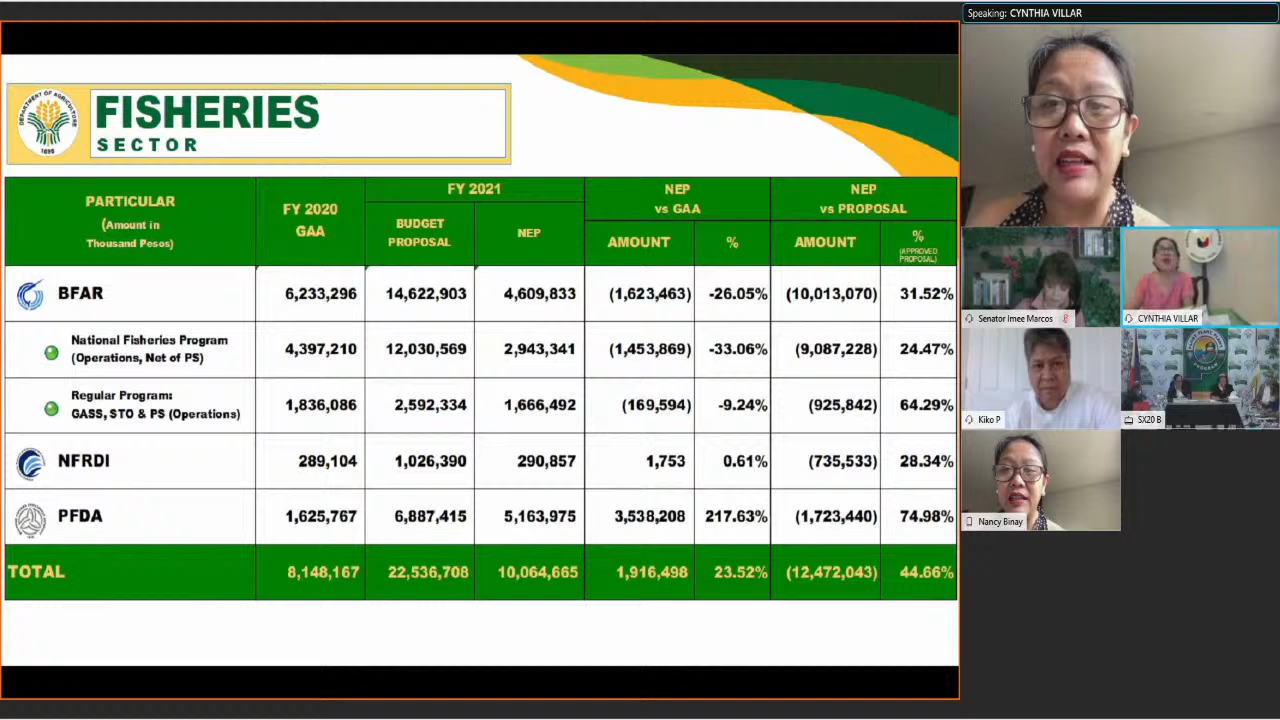 Speaking: CYNTHIA VILLAR
DEPARTMENT OF AGRICULTURE
1898
FISHERIES
SECTOR
PARTICULAR
(Amount in
Thousand Pesos)
FY 2020
GAA
FY 2021
BUDGET
PROPOSAL
NEP
NEP
vs GAA
AMOUNT
%
NEP
vs PROPOSAL
AMOUNT
%
(APPROVED
PROPOSAL)
BFAR 6,233,296 14,622,903 4,609,833 (1,623,463) -26.05% (10,013,070) 31.52%
National Fisheries Program
(Operations, Net of PS) 4,397,210 12,030,569 2,943,341 (1,453,869) -33.06% (9,087,228) 24.47%
Regular Program:
GASS, STO & PS (Operations) 1,836,086 2,592,334 1,666,492 (169,594) -9.24% (925,842) 64.29%
NFRDI 289,104 1,026,390 290,857 1,753 0.61% (735,533) 28.34%
PFDA 1,625,767 6,887,415 5,163,975 3,538,208 217.63% (1,723,440) 74.98%
TOTAL 8,148,167 22,536,708 10,064,665 1,916,498 23.52% (12,472,043) 44.66%
Senator Imee Marcos
CYNTHIA VILLAR
Kiko P
SX20 B
Nancy Binay